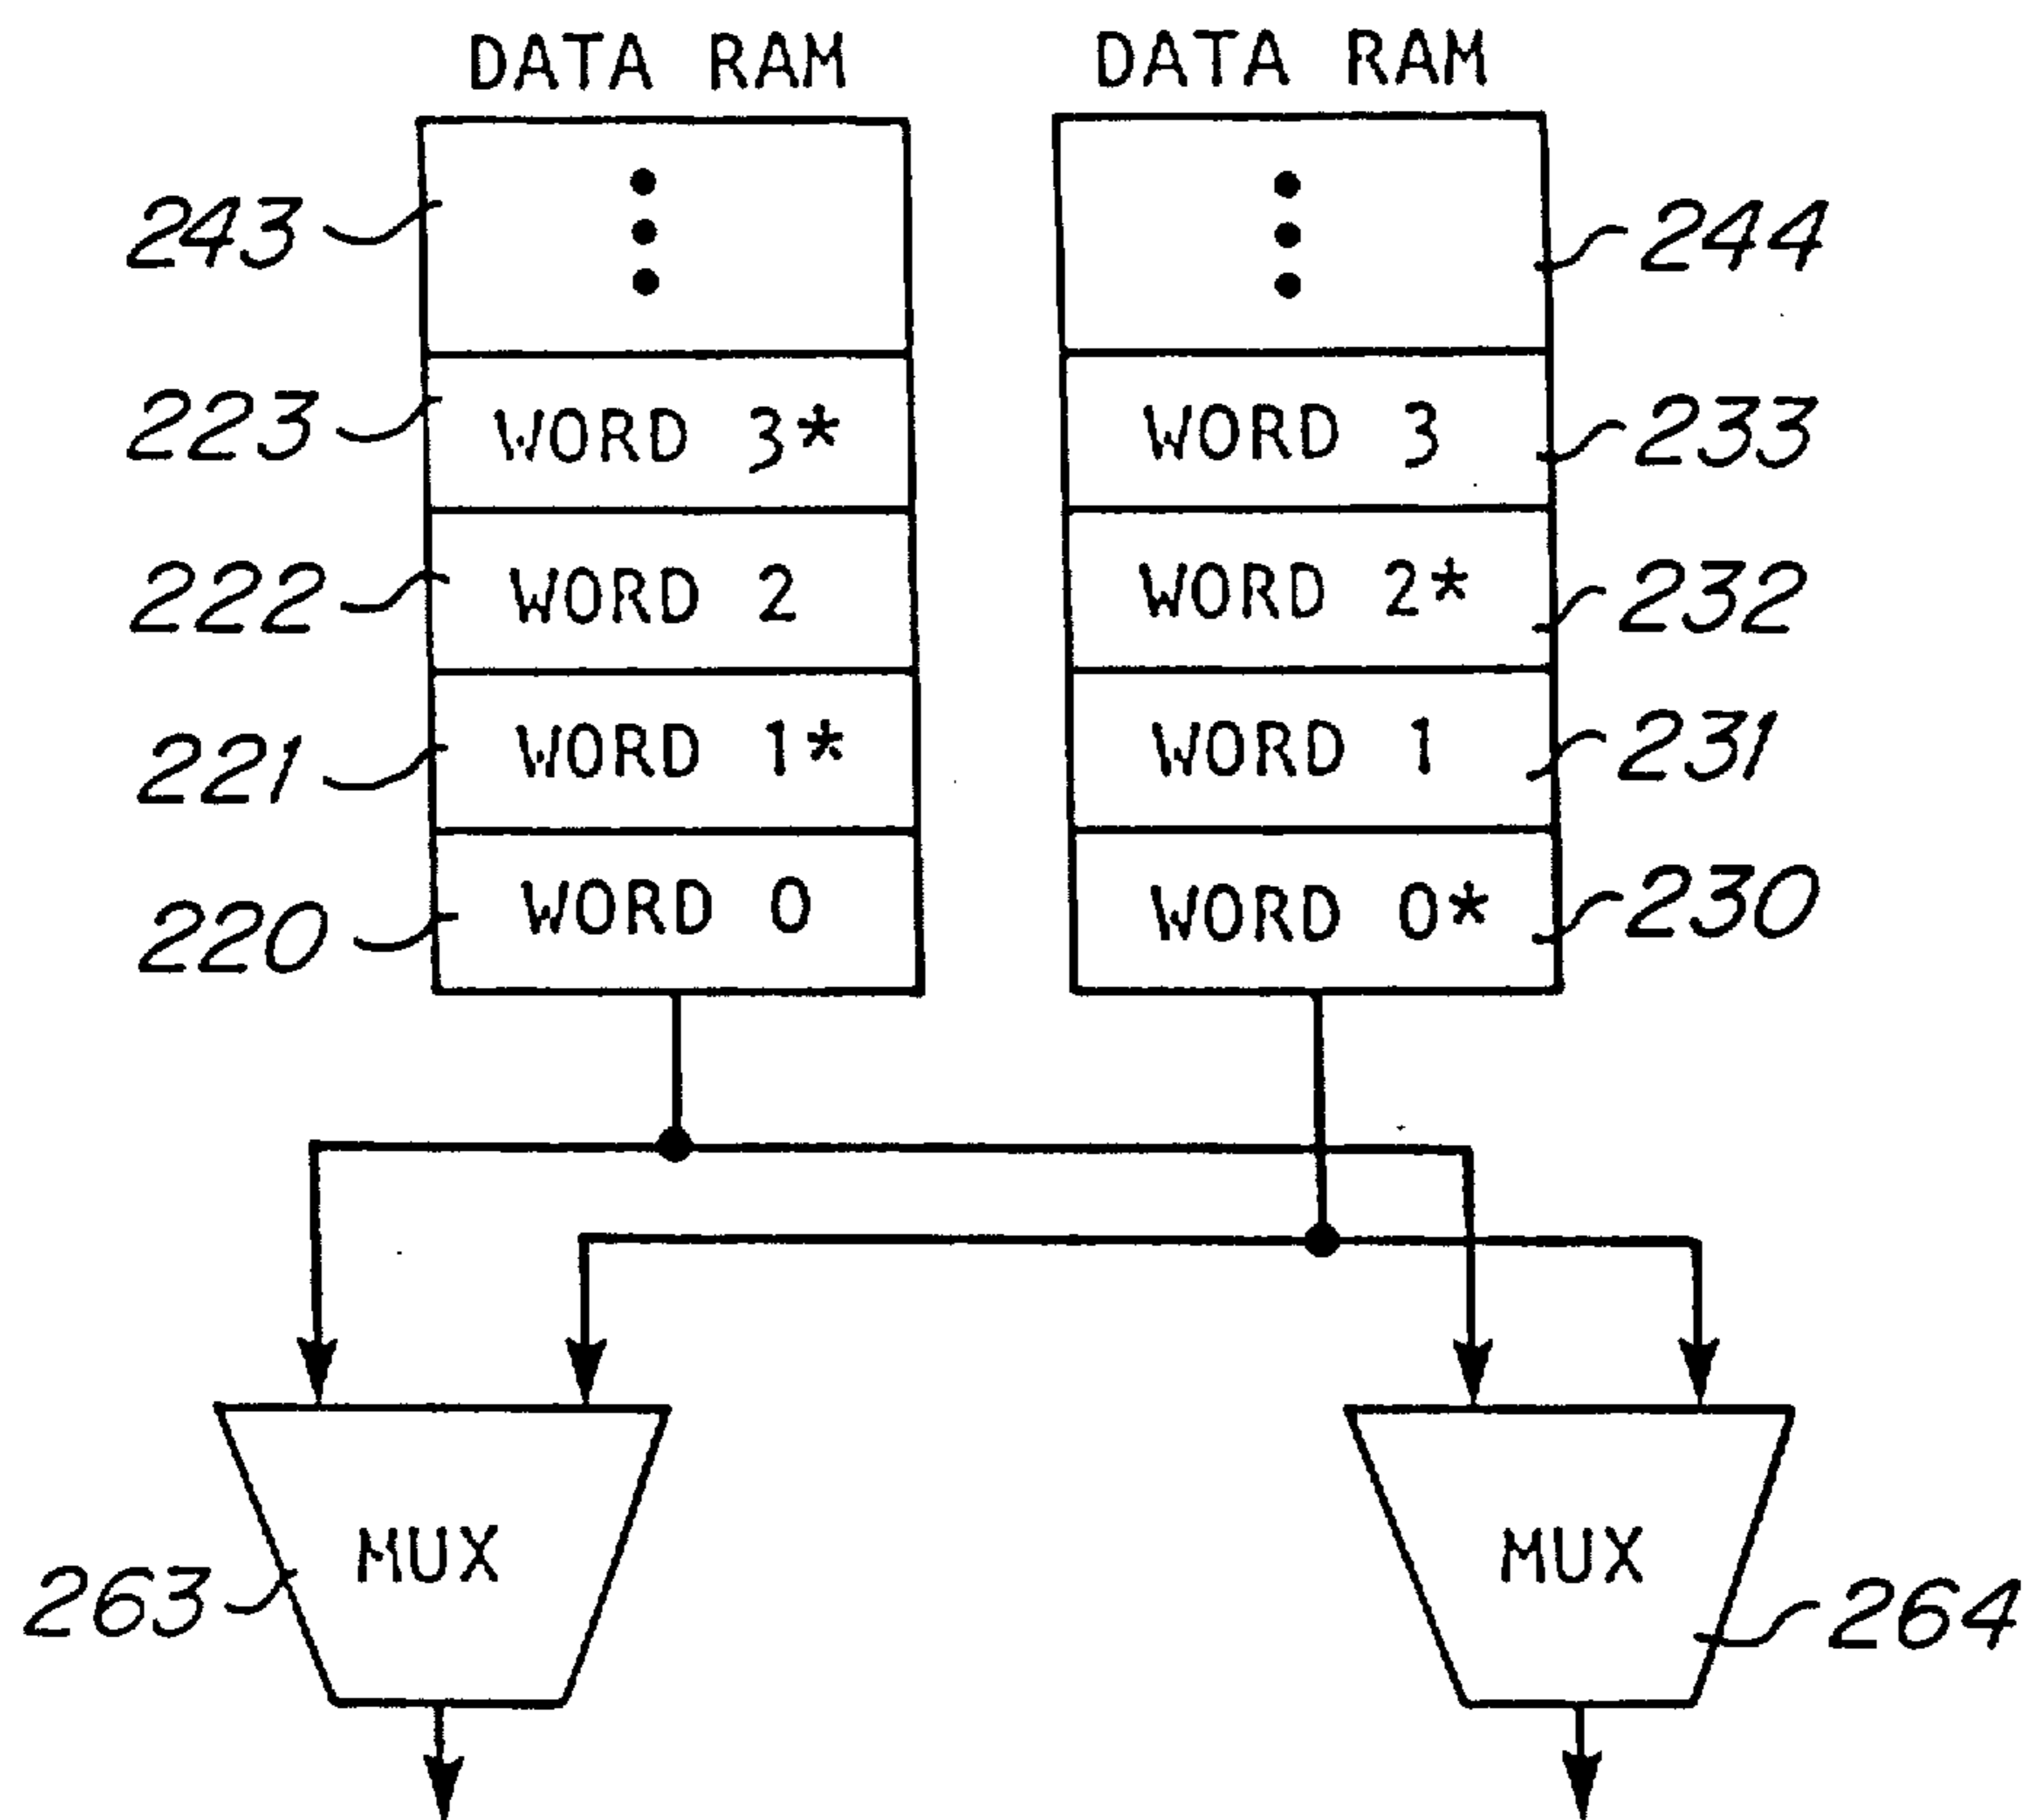 DATA RAM DATA RAM
243 244
223 WORD 3* WORD 3 233
222 WORD 2 WORD 2* 232
221 WORD 1* WORD 1 231
220 WORD 0 WORD 0* 230
263 MUX MUX 264